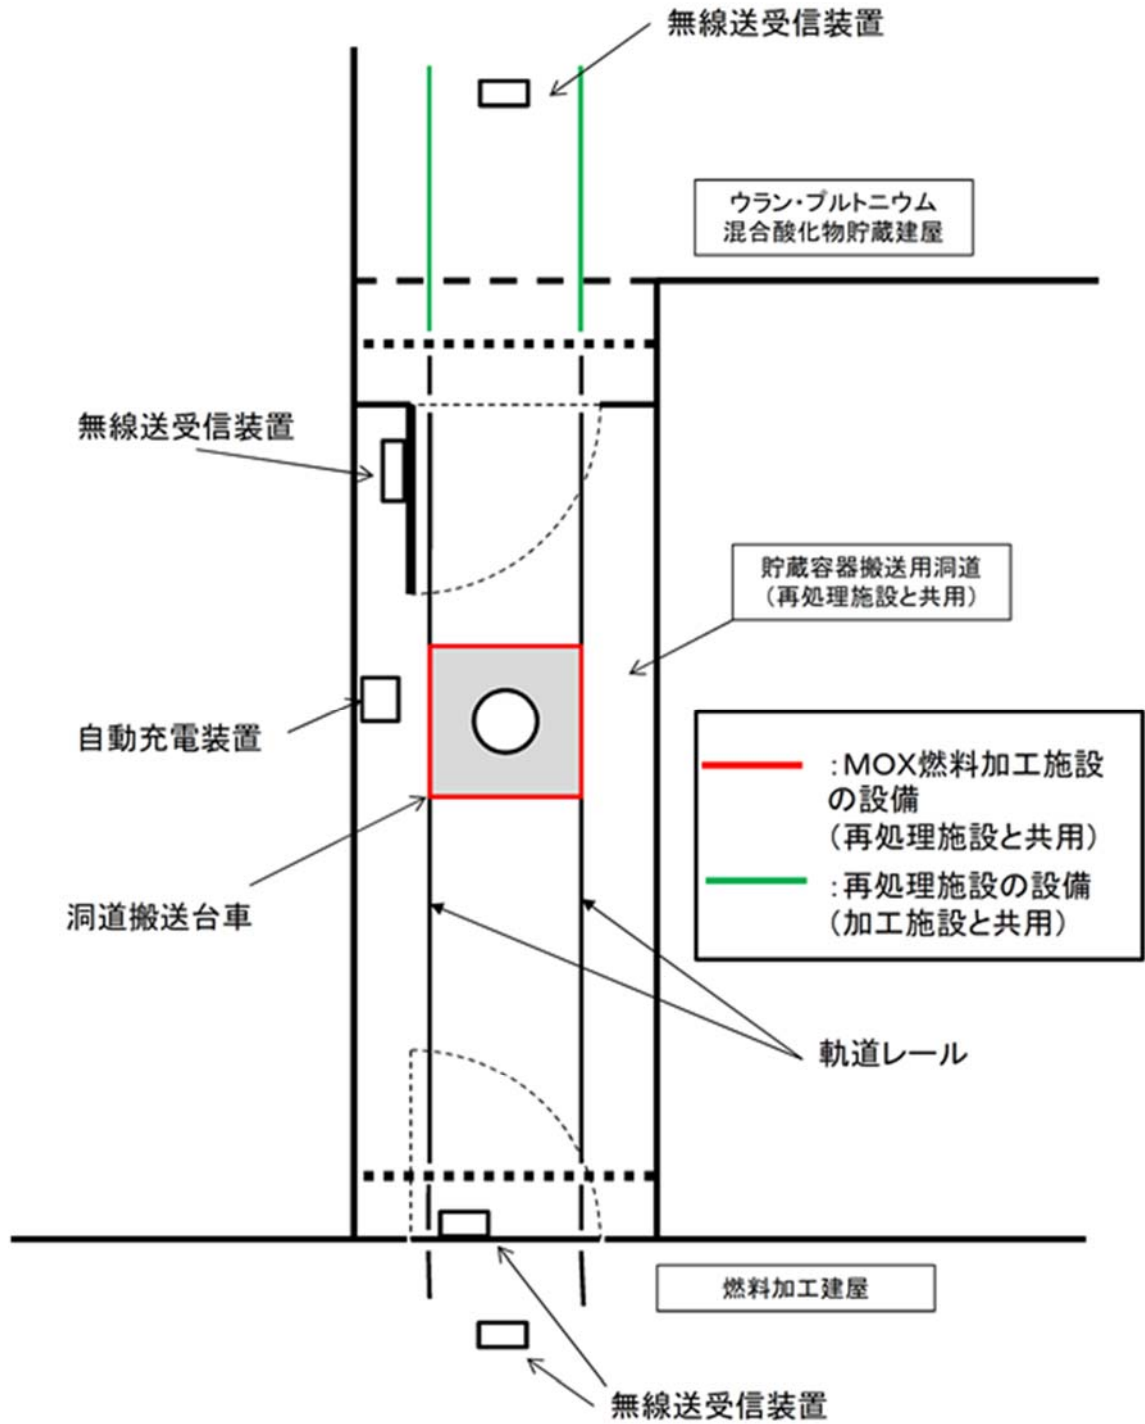 無線送受信装置
ウラン・プルトニウム
混合酸化物貯蔵建屋
無線送受信装置
貯蔵容器搬送用洞道
（再処理施設と共用）
自動充電装置
：MOX燃料加工施設
の設備
（再処理施設と共用）
：再処理施設の設備
（加工施設と共用）
洞道搬送台車
軌道レール
燃料加工建屋
無線送受信装置